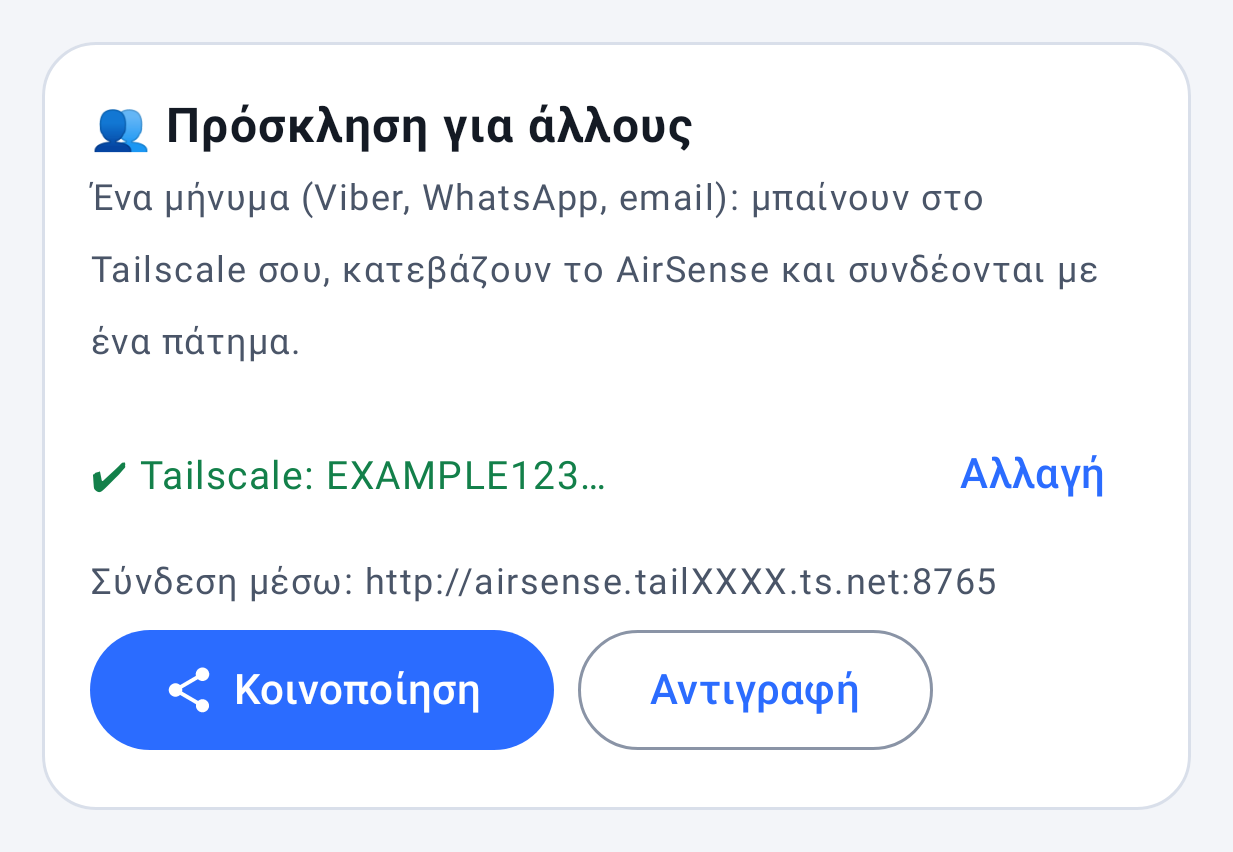 Πρόσκληση για άλλους
Ένα μήνυμα (Viber, WhatsApp, email): μπαίνουν στο
Tailscale σου, κατεβάζουν το AirSense και συνδέονται με
ένα πάτημα.
✔ Tailscale: EXAMPLE123…
Αλλαγή
Σύνδεση μέσω: http://airsense.tailXXXX.ts.net:8765
Κοινοποίηση
Αντιγραφή